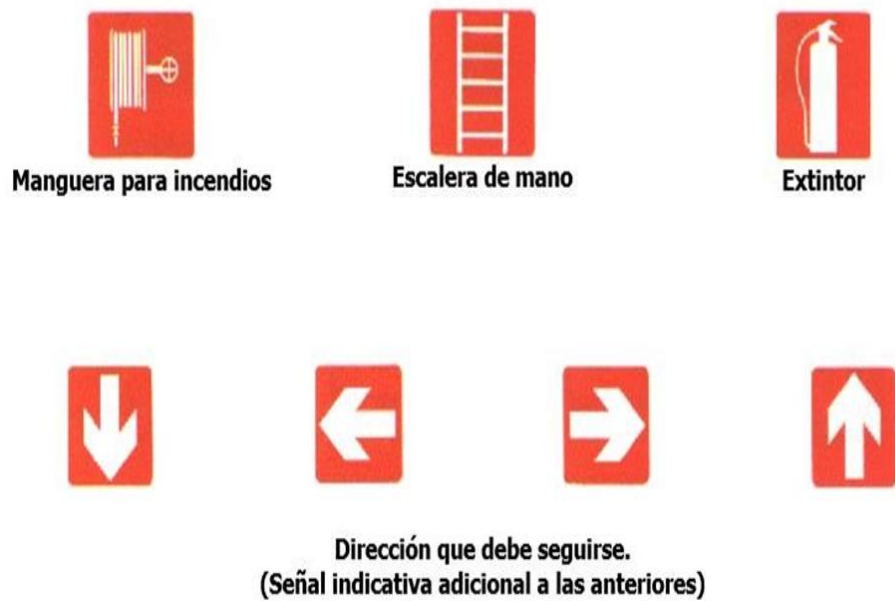 Manguera para incendios
Escalera de mano
Extintor
Dirección que debe seguirse.
(Señal indicativa adicional a las anteriores)